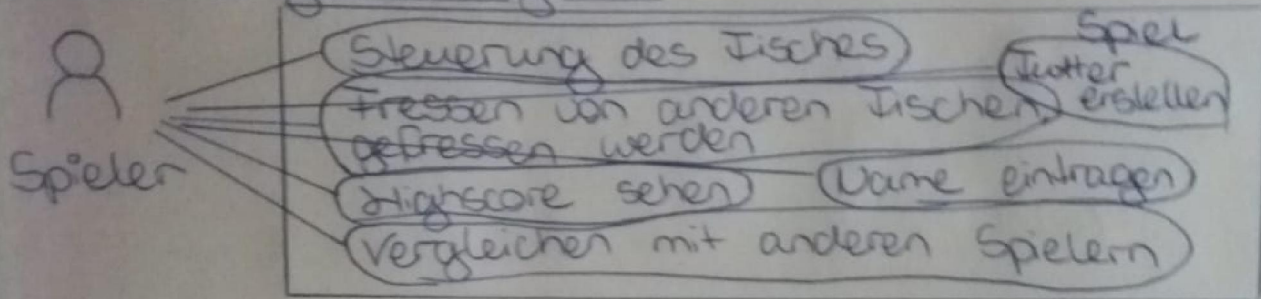 Spieler
Steuerung des Fisches
Spiel
Futter erstellen
Fressen von anderen Fischen
gefressen werden
Highscore sehen
Name eintragen
Vergleichen mit anderen Spielern